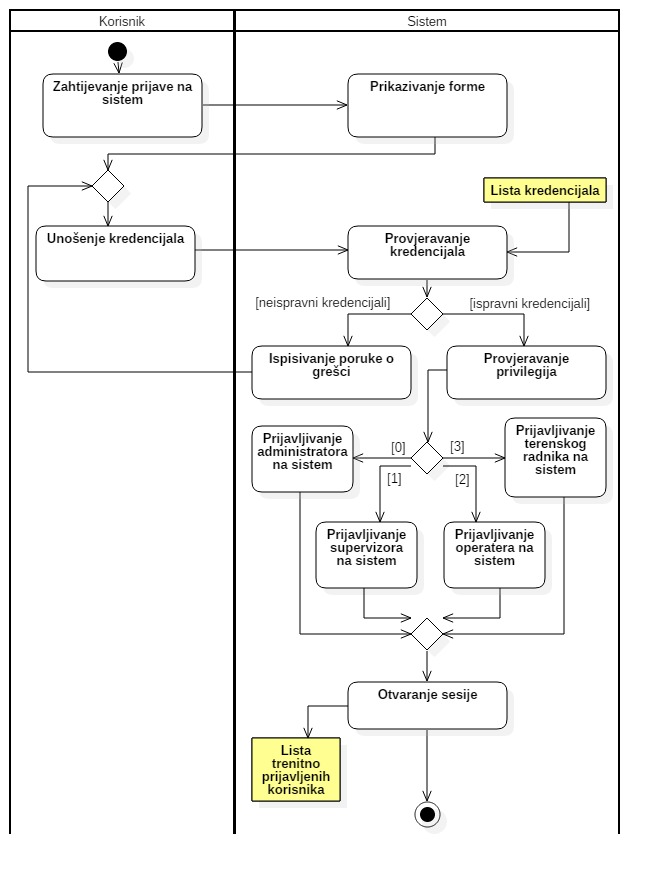 Korisnik
Sistem
Zahtijevanje prijave na
sistem
Prikazivanje forme
Lista kredencijala
Unošenje kredencijala
Provjeravanje
kredencijala
[neispravni kredencijali]
[ispravni kredencijali]
Ispisivanje poruke o
grešci
Provjeravanje
privilegija
Prijavljivanje
administratora
na sistem
[0]
[3]
Prijavljivanje
terenskog
radnika na
sistem
[1]
[2]
Prijavljivanje
supervizora
na sistem
Prijavljivanje
operatera na
sistem
Otvaranje sesije
Lista
trenitno
prijavljenih
korisnika